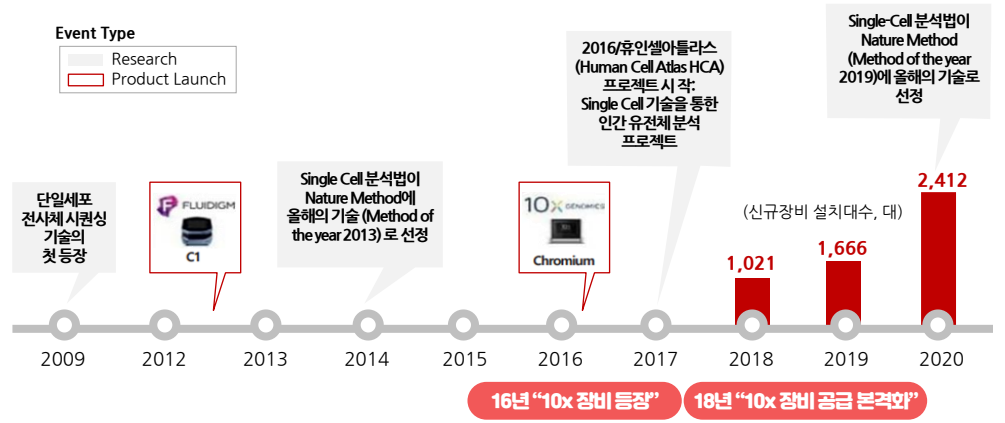 Event Type
Research
Product Launch
단일세포
전사체 시퀀싱
기술의
첫 등장
FLUIDIGM
C1
Single Cell 분석법이
Nature Method에
올해의 기술 (Method of
the year 2013) 로 선정
10X GENOMICS
Chromium
2016/휴인셀아틀라스
(Human Cell Atlas HCA)
프로젝트 시 작:
Single Cell 기술을 통한
인간 유전체 분석
프로젝트
Single-Cell 분석법이
Nature Method
(Method of the year
2019)에 올해의 기술로
선정
(신규장비 설치대수, 대)
1,021
1,666
2,412
2009
2012
2013
2014
2015
2016
2017
2018
2019
2020
16년 “10x 장비 등장”
18년 “10x 장비 공급 본격화”